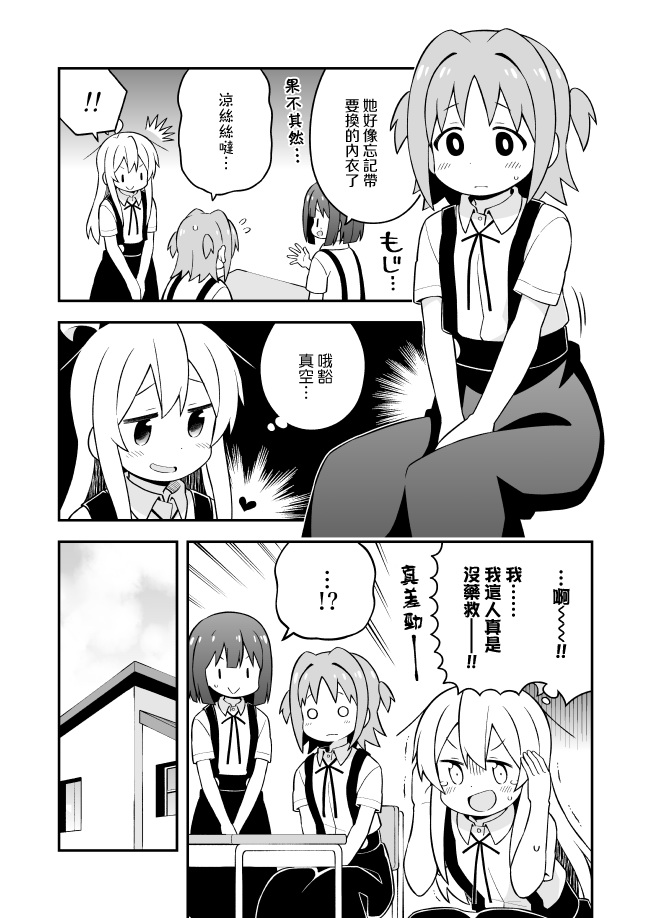 她好像忘記帶
要換的內衣了
果不其然…
涼絲絲噠…
!!
もじ…
哦豁
真空…
…啊~~~!!
我……
我這人真是
沒藥救──!!
真差勁──
…!?